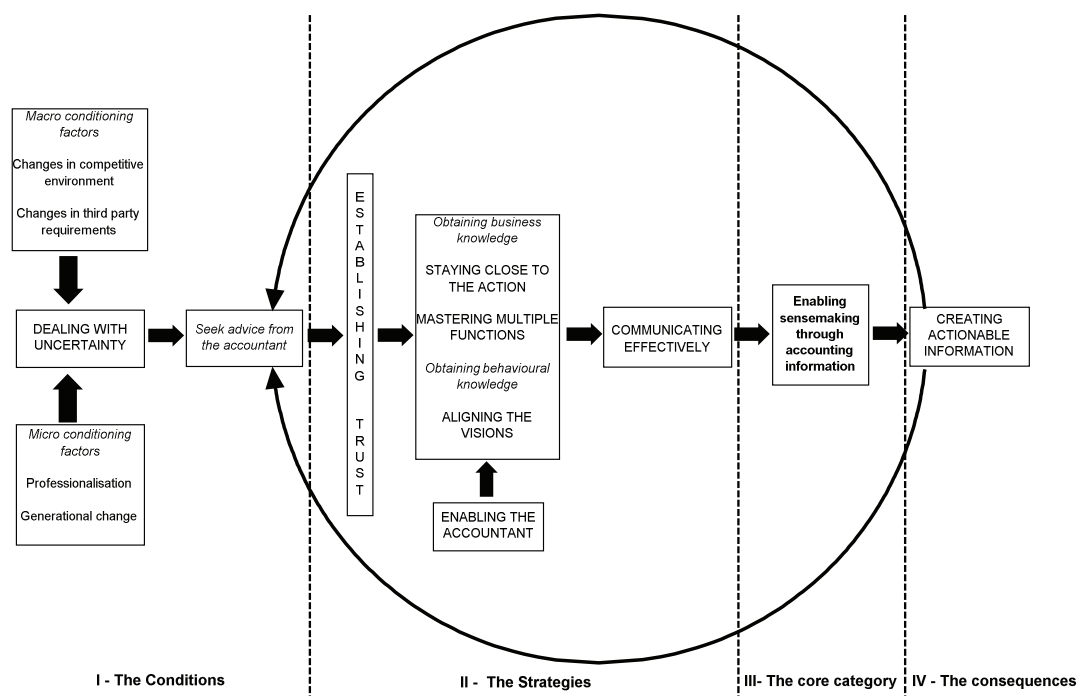 Macro conditioning
factors
Changes in competitive
environment
Changes in third party
requirements
DEALING WITH
UNCERTAINTY
Micro conditioning
factors
Professionalisation
Generational change
Seek advice from
the accountant
ESTABLISHING TRUST
Obtaining business
knowledge
STAYING CLOSE TO
THE ACTION
MASTERING MULTIPLE
FUNCTIONS
Obtaining behavioural
knowledge
ALIGNING THE
VISIONS
ENABLING THE
ACCOUNTANT
COMMUNICATING
EFFECTIVELY
Enabling
sensemaking
through
accounting
information
CREATING
ACTIONABLE
INFORMATION
I - The Conditions
II - The Strategies
III- The core category
IV - The consequences